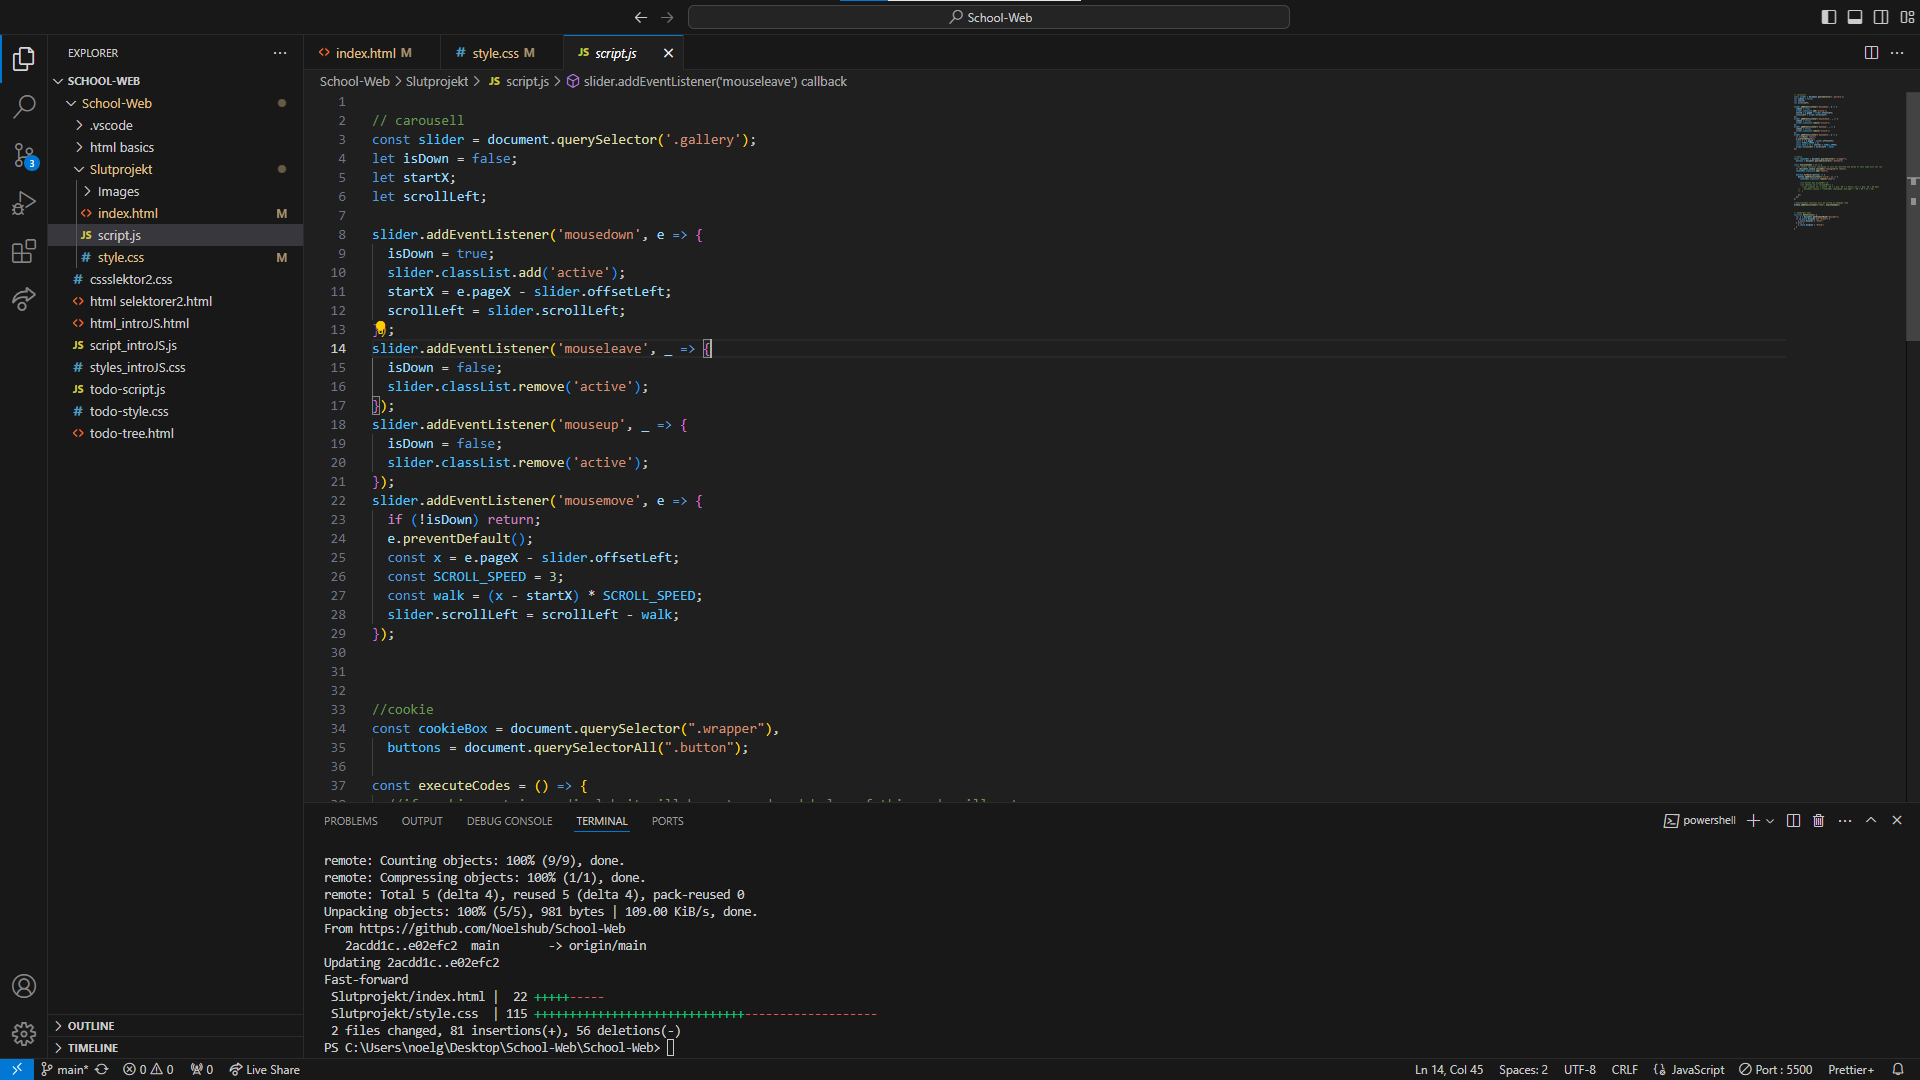 School-Web
EXPLORER
SCHOOL-WEB
School-Web
.vscode
html basics
Slutprojekt
Images
index.html M
script.js
style.css M
cssslektor2.css
html selektorer2.html
html_introJS.html
script_introJS.js
styles_introJS.css
todo-script.js
todo-style.css
todo-tree.html
OUTLINE
TIMELINE
3
index.html M
style.css M
JS script.js
School-Web > Slutprojekt > JS script.js > slider.addEventListener('mouseleave') callback
1
2 // carousell
3 const slider = document.querySelector('.gallery');
4 let isDown = false;
5 let startX;
6 let scrollLeft;
7
8 slider.addEventListener('mousedown', e => {
9 isDown = true;
10 slider.classList.add('active');
11 startX = e.pageX - slider.offsetLeft;
12 scrollLeft = slider.scrollLeft;
13 });
14 slider.addEventListener('mouseleave', _ => {
15 isDown = false;
16 slider.classList.remove('active');
17 });
18 slider.addEventListener('mouseup', _ => {
19 isDown = false;
20 slider.classList.remove('active');
21 });
22 slider.addEventListener('mousemove', e => {
23 if (!isDown) return;
24 e.preventDefault();
25 const x = e.pageX - slider.offsetLeft;
26 const SCROLL_SPEED = 3;
27 const walk = (x - startX) * SCROLL_SPEED;
28 slider.scrollLeft = scrollLeft - walk;
29 });
30
31
32
33 //cookie
34 const cookieBox = document.querySelector(".wrapper"),
35 buttons = document.querySelectorAll(".button");
36
37 const executeCodes = () => {
PROBLEMS OUTPUT DEBUG CONSOLE TERMINAL PORTS
powershell
remote: Counting objects: 100% (9/9), done.
remote: Compressing objects: 100% (1/1), done.
remote: Total 5 (delta 4), reused 5 (delta 4), pack-reused 0
Unpacking objects: 100% (5/5), 981 bytes | 109.00 KiB/s, done.
From https://github.com/Noelshub/School-Web
2acdd1c..e02efc2 main -> origin/main
Updating 2acdd1c..e02efc2
Fast-forward
Slutprojekt/index.html | 22 +++++-----
Slutprojekt/style.css | 115 ++++++++++++++++++++++++++++++-------------------
2 files changed, 81 insertions(+), 56 deletions(-)
PS C:\Users\noelg\Desktop\School-Web\School-Web>
main* 0 0 0 Live Share
Ln 14, Col 45 Spaces: 2 UTF-8 CRLF JavaScript Port : 5500 Prettier+